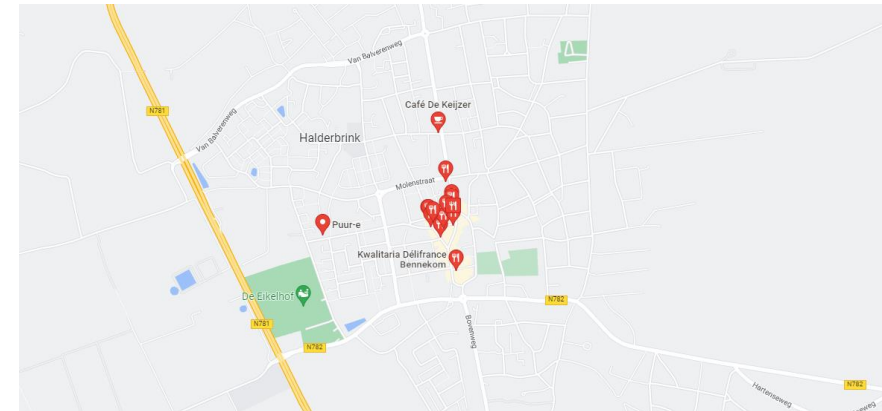 Van Balverenweg
Café De Keijzer
N781
Van Balverenweg
Halderbrink
Molenstraat
Puur-e
Kwalitaria Délifrance
Bennekom
De Eikelhof
N782
N781
Bovenweg
N782
N782
Hartenseweg
N782